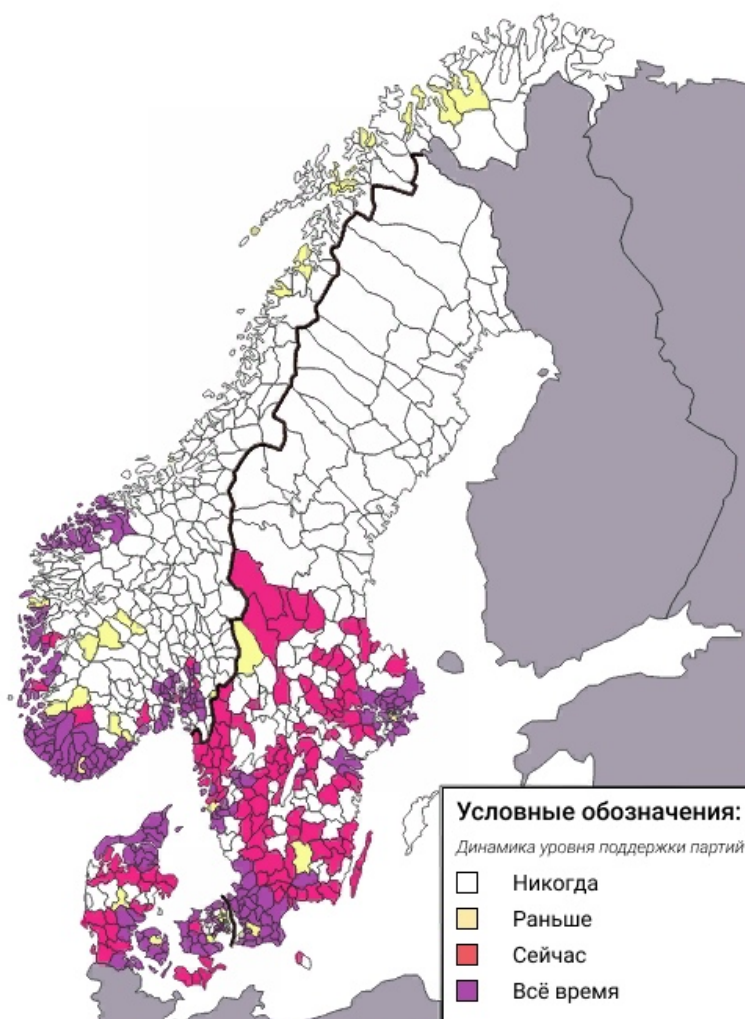 Условные обозначения:
Динамика уровня поддержки партий
Никогда
Раньше
Сейчас
Всё время